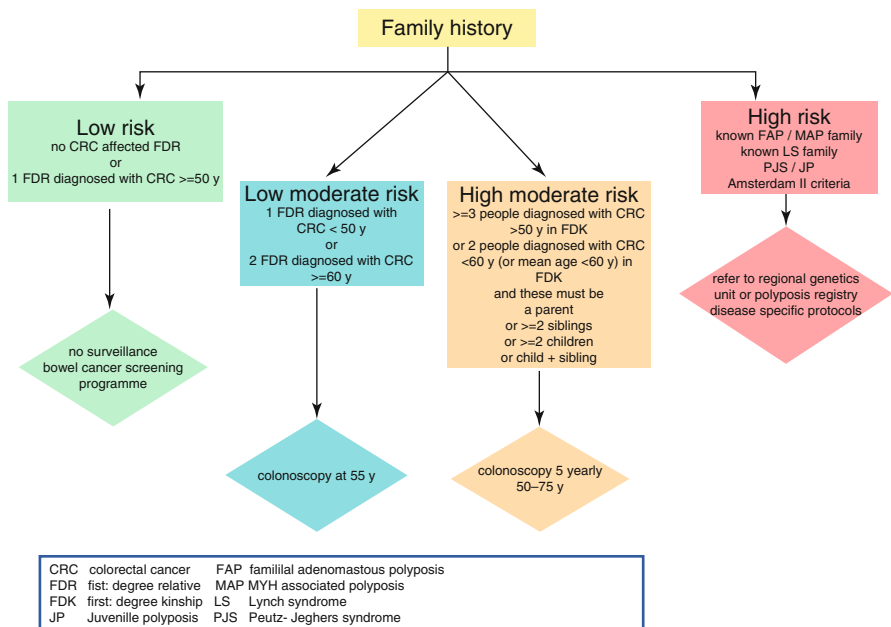 Family history
Low risk
no CRC affected FDR
or
1 FDR diagnosed with CRC >=50 y
no surveillance
bowel cancer screening
programme
Low moderate risk
1 FDR diagnosed with
CRC < 50 y
or
2 FDR diagnosed with CRC
>=60 y
colonoscopy at 55 y
High moderate risk
>=3 people diagnosed with CRC
>50 y in FDK
or 2 people diagnosed with CRC
<60 y (or mean age <60 y) in
FDK
and these must be
a parent
or >=2 siblings
or >=2 children
or child + sibling
colonoscopy 5 yearly
50–75 y
High risk
known FAP / MAP family
known LS family
PJS / JP
Amsterdam II criteria
refer to regional genetics
unit or polyposis registry
disease specific protocols
CRC colorectal cancer FAP famililal adenomastous polyposis
FDR fist: degree relative MAP MYH associated polyposis
FDK first: degree kinship LS Lynch syndrome
JP Juvenille polyposis PJS Peutz- Jeghers syndrome